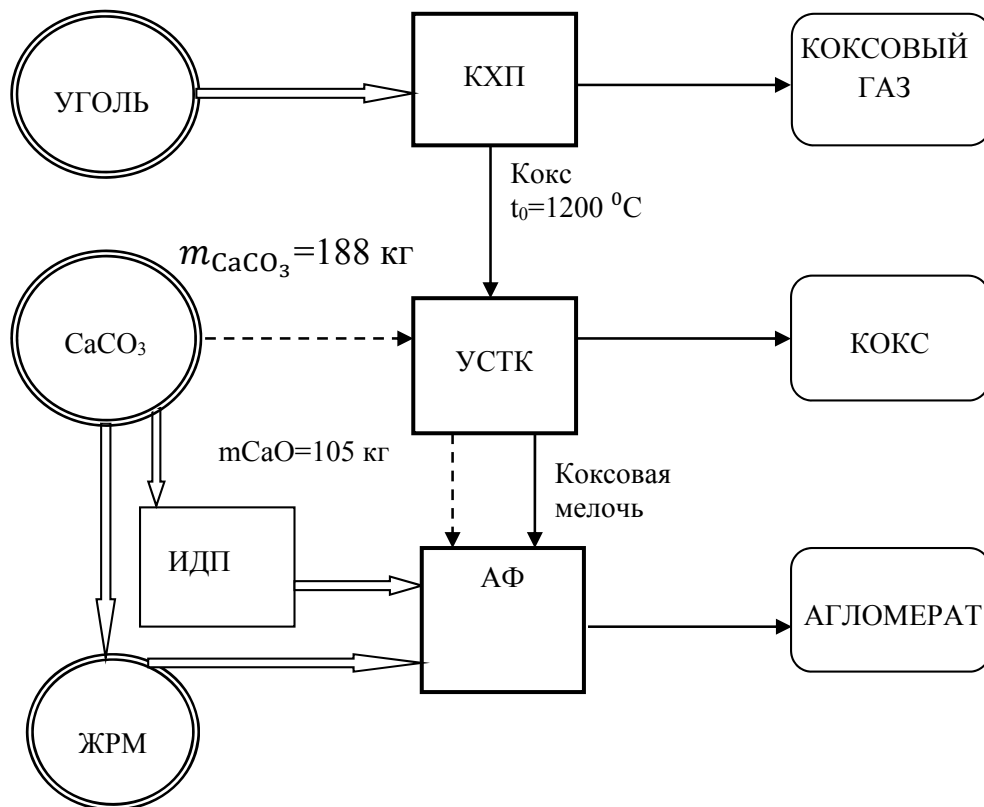 УГОЛЬ
КХП
КОКСОВЫЙ
ГАЗ
Кокс
t₀=1200 ⁰C
m_CaCO₃=188 кг
CaCO₃
УСТК
КОКС
mCaO=105 кг
Коксовая
мелочь
ИДП
АФ
АГЛОМЕРАТ
ЖРМ